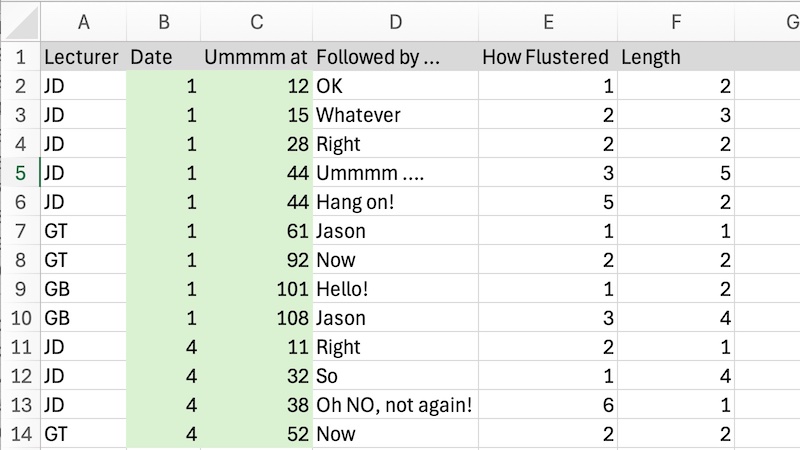 A B C D E F G
1 Lecturer Date Ummmm at Followed by ... How Flustered Length
2 JD 1 12 OK 1 2
3 JD 1 15 Whatever 2 3
4 JD 1 28 Right 2 2
5 JD 1 44 Ummmm .... 3 5
6 JD 1 44 Hang on! 5 2
7 GT 1 61 Jason 1 1
8 GT 1 92 Now 2 2
9 GB 1 101 Hello! 1 2
10 GB 1 108 Jason 3 4
11 JD 4 11 Right 2 1
12 JD 4 32 So 1 4
13 JD 4 38 Oh NO, not again! 6 1
14 GT 4 52 Now 2 2